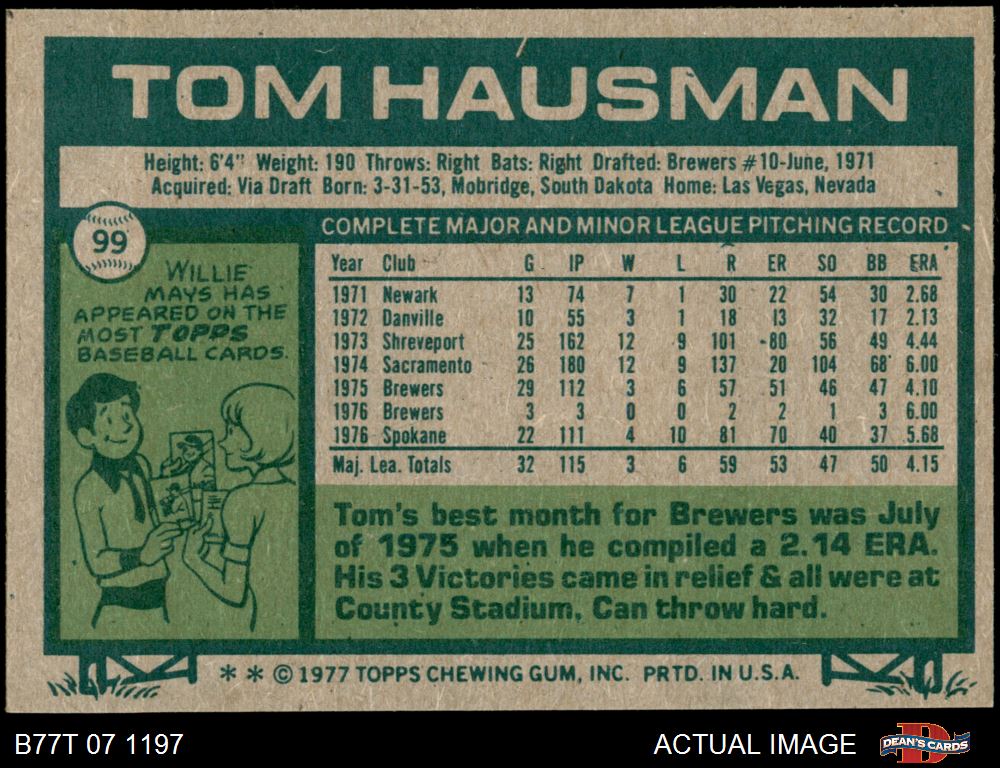 TOM HAUSMAN
Height: 6'4" Weight: 190 Throws: Right Bats: Right Drafted: Brewers #10-June, 1971
Acquired: Via Draft Born: 3-31-53, Mobridge, South Dakota Home: Las Vegas, Nevada
99
WILLIE
MAYS HAS
APPEARED ON THE
MOST TOPPS
BASEBALL CARDS.
COMPLETE MAJOR AND MINOR LEAGUE PITCHING RECORD
Year Club G IP W L R ER SO BB ERA
1971 Newark 13 74 7 1 30 22 54 30 2.68
1972 Danville 10 55 3 1 18 13 32 17 2.13
1973 Shreveport 25 162 12 9 101 80 56 49 4.44
1974 Sacramento 26 180 12 9 137 20 104 68 6.00
1975 Brewers 29 112 3 6 57 51 46 47 4.10
1976 Brewers 3 3 0 0 2 2 1 3 6.00
1976 Spokane 22 111 4 10 81 70 40 37 5.68
Maj. Lea. Totals 32 115 3 6 59 53 47 50 4.15
Tom's best month for Brewers was July
of 1975 when he compiled a 2.14 ERA.
His 3 Victories came in relief & all were at
County Stadium. Can throw hard.
* * © 1977 TOPPS CHEWING GUM, INC. PRTD. IN U.S.A.
B77T 07 1197
ACTUAL IMAGE
DEAN'S CARDS